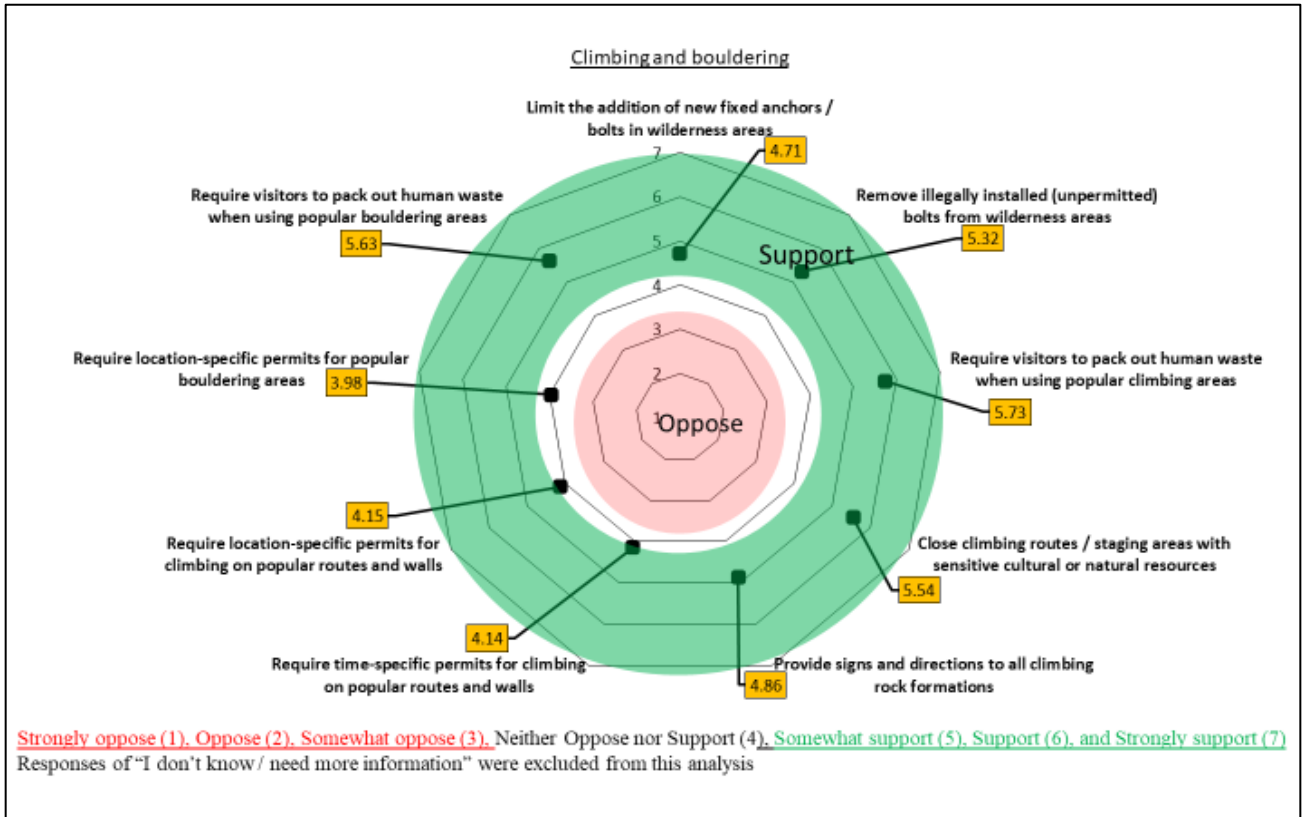 Climbing and bouldering
Limit the addition of new fixed anchors /
bolts in wilderness areas
4.71
Remove illegally installed (unpermitted)
bolts from wilderness areas
5.32
Require visitors to pack out human waste
when using popular climbing areas
5.73
Close climbing routes / staging areas with
sensitive cultural or natural resources
5.54
Provide signs and directions to all climbing
rock formations
4.86
Require time-specific permits for climbing
on popular routes and walls
4.14
Require location-specific permits for
climbing on popular routes and walls
4.15
Require location-specific permits for popular
bouldering areas
3.98
Require visitors to pack out human waste
when using popular bouldering areas
5.63
7
6
5
4
3
2
1
Support
Oppose
Strongly oppose (1), Oppose (2), Somewhat oppose (3), Neither Oppose nor Support (4), Somewhat support (5), Support (6), and Strongly support (7)
Responses of “I don’t know / need more information” were excluded from this analysis